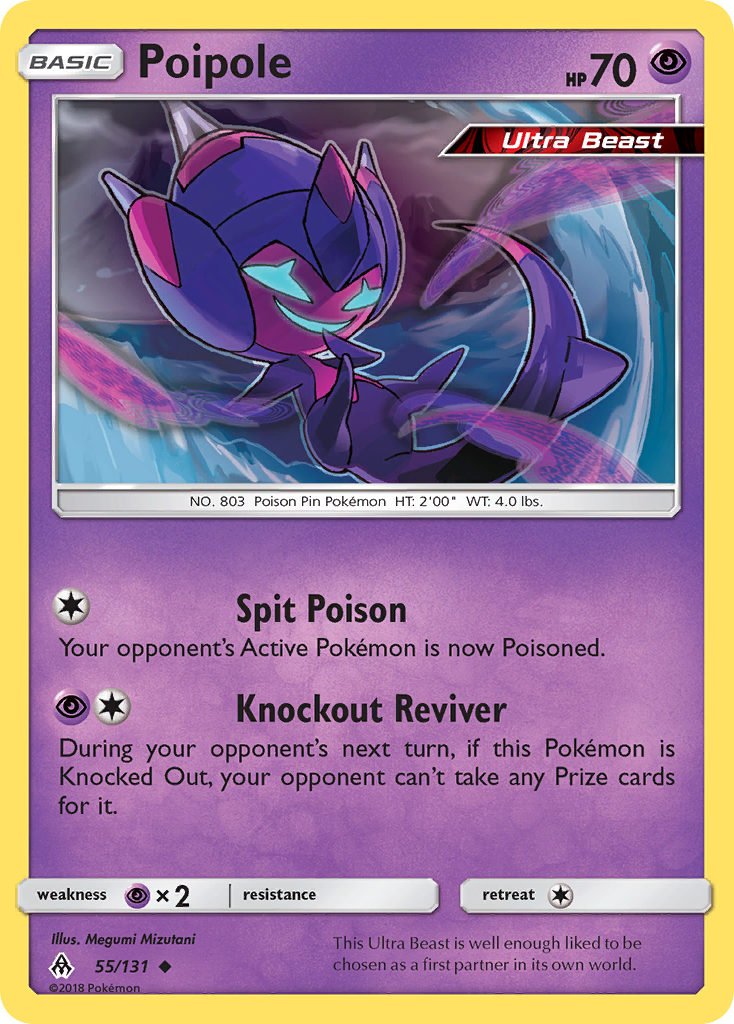 BASIC Poipole HP 70
Ultra Beast
NO. 803 Poison Pin Pokémon HT: 2'00" WT: 4.0 lbs.
Spit Poison
Your opponent's Active Pokémon is now Poisoned.
Knockout Reviver
During your opponent's next turn, if this Pokémon is
Knocked Out, your opponent can't take any Prize cards
for it.
weakness ×2 resistance retreat
Illus. Megumi Mizutani
55/131
©2018 Pokémon
This Ultra Beast is well enough liked to be
chosen as a first partner in its own world.